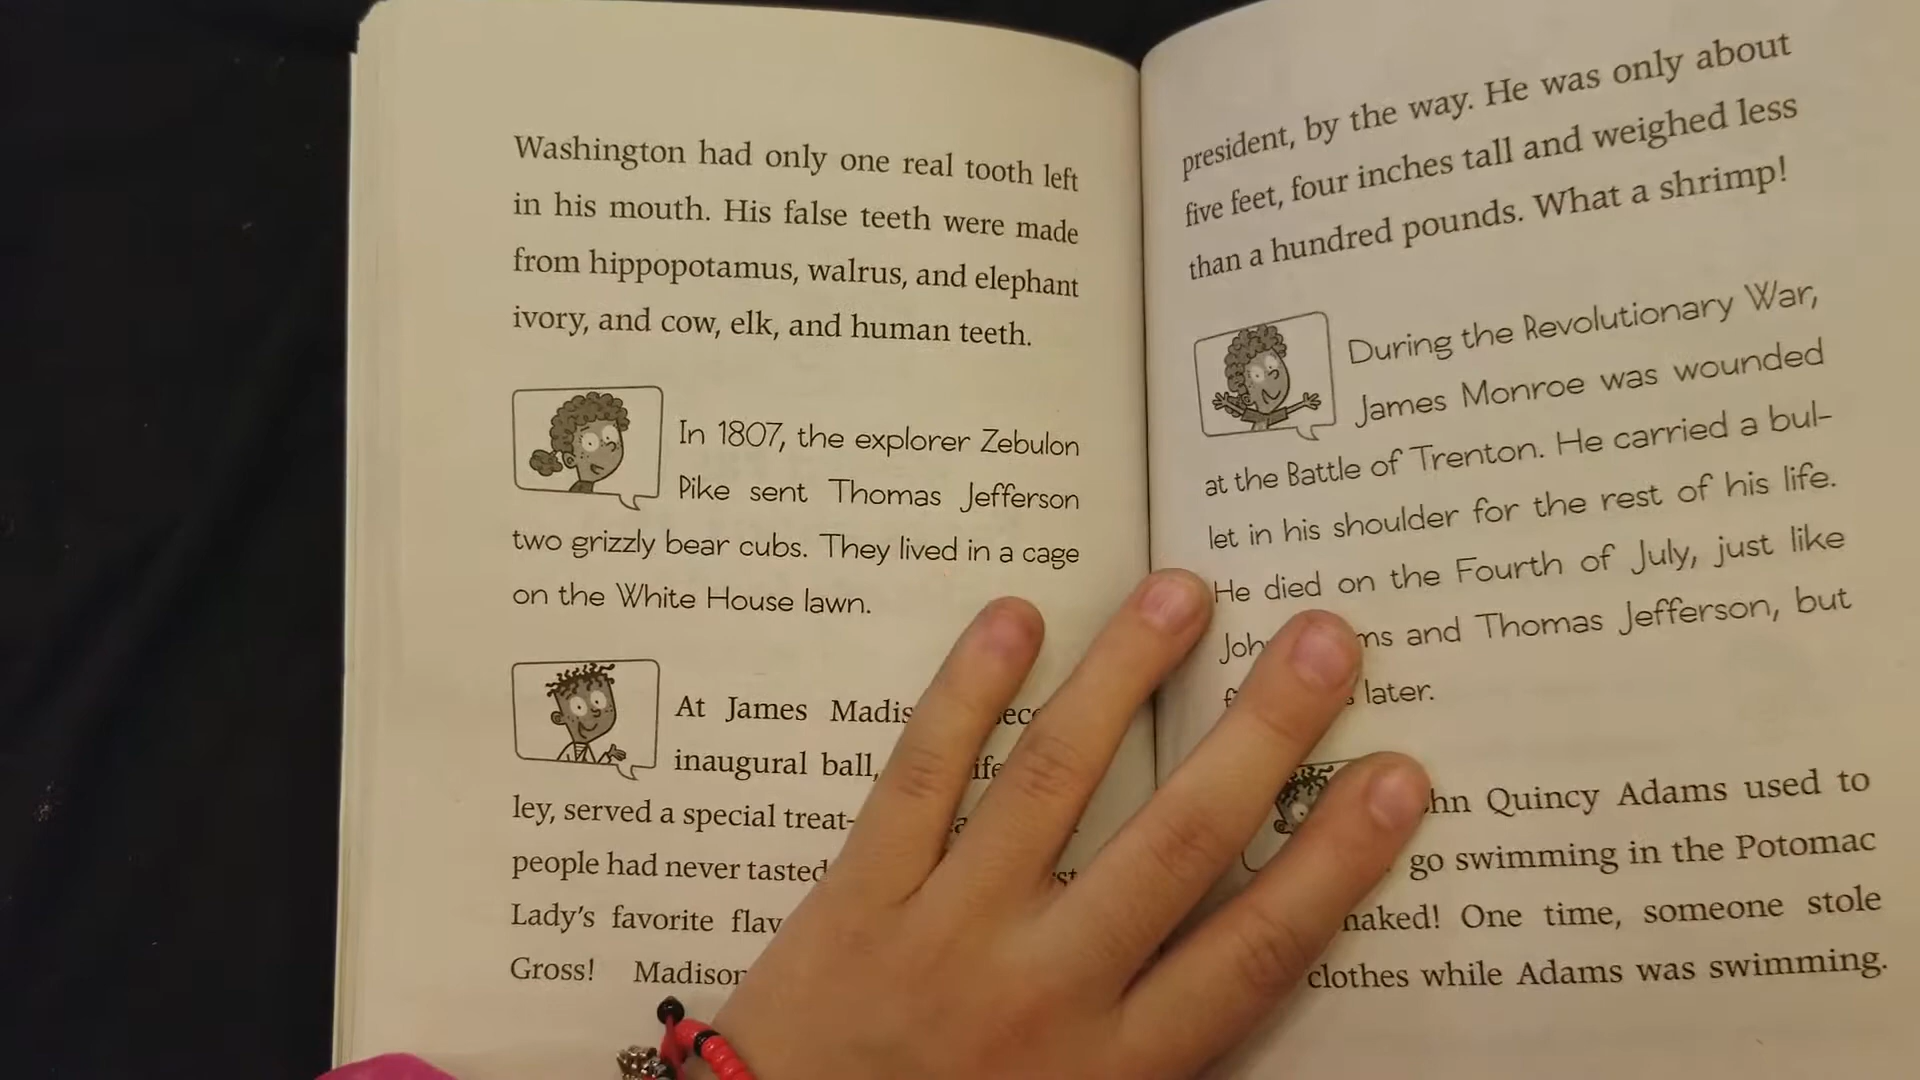 Washington had only one real tooth left
in his mouth. His false teeth were made
from hippopotamus, walrus, and elephant
ivory, and cow, elk, and human teeth.
In 1807, the explorer Zebulon
Pike sent Thomas Jefferson
two grizzly bear cubs. They lived in a cage
on the White House lawn.
At James
inaugural ball,
ley, served a special treat-
people had never tasted
Lady's favorite
Gross! Madison
president, by the way. He was only about
five feet, four inches tall and weighed less
than a hundred pounds. What a shrimp!
During the Revolutionary War,
James Monroe was wounded
at the Battle of Trenton. He carried a bul-
let in his shoulder for the rest of his life.
He died on the Fourth of July, just like
and Thomas Jefferson, but
later.
Quincy Adams used to
go swimming in the Potomac
naked! One time, someone stole
clothes while Adams was swimming.